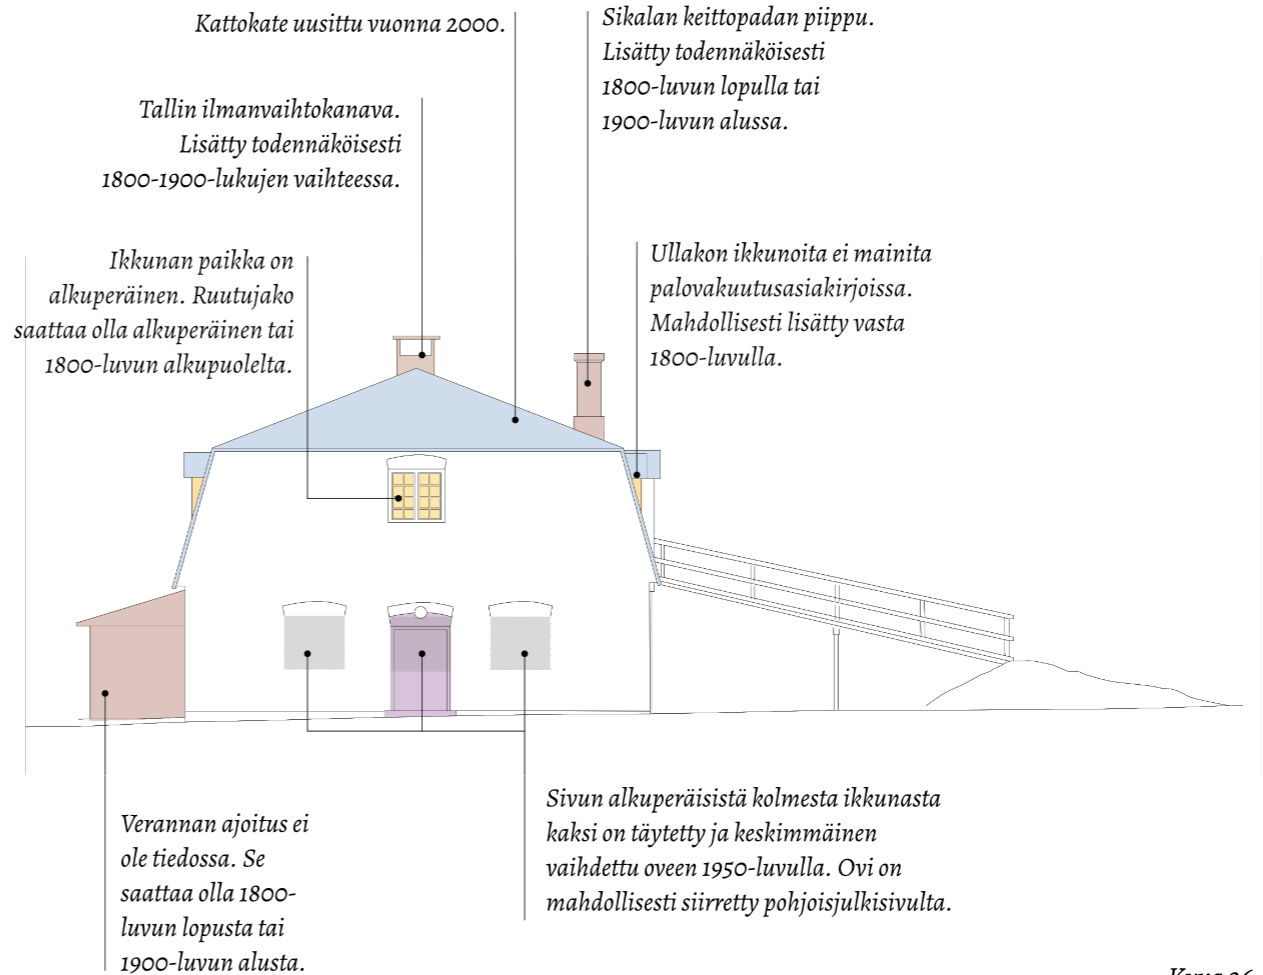 Kattokate uusittu vuonna 2000.
Sikalan keittopadan piippu.
Lisätty todennäköisesti
1800-luvun lopulla tai
1900-luvun alussa.
Tallin ilmanvaihtokanava.
Lisätty todennäköisesti
1800-1900-lukujen vaihteessa.
Ikkunan paikka on
alkuperäinen. Ruutujako
saattaa olla alkuperäinen tai
1800-luvun alkupuolelta.
Ullakon ikkunoita ei mainita
palovakuutusasiakirjoissa.
Mahdollisesti lisätty vasta
1800-luvulla.
Verannan ajoitus ei
ole tiedossa. Se
saattaa olla 1800-
luvun lopusta tai
1900-luvun alusta.
Sivun alkuperäisistä kolmesta ikkunasta
kaksi on täytetty ja keskimmäinen
vaihdettu oveen 1950-luvulla. Ovi on
mahdollisesti siirretty pohjoisjulkisivulta.